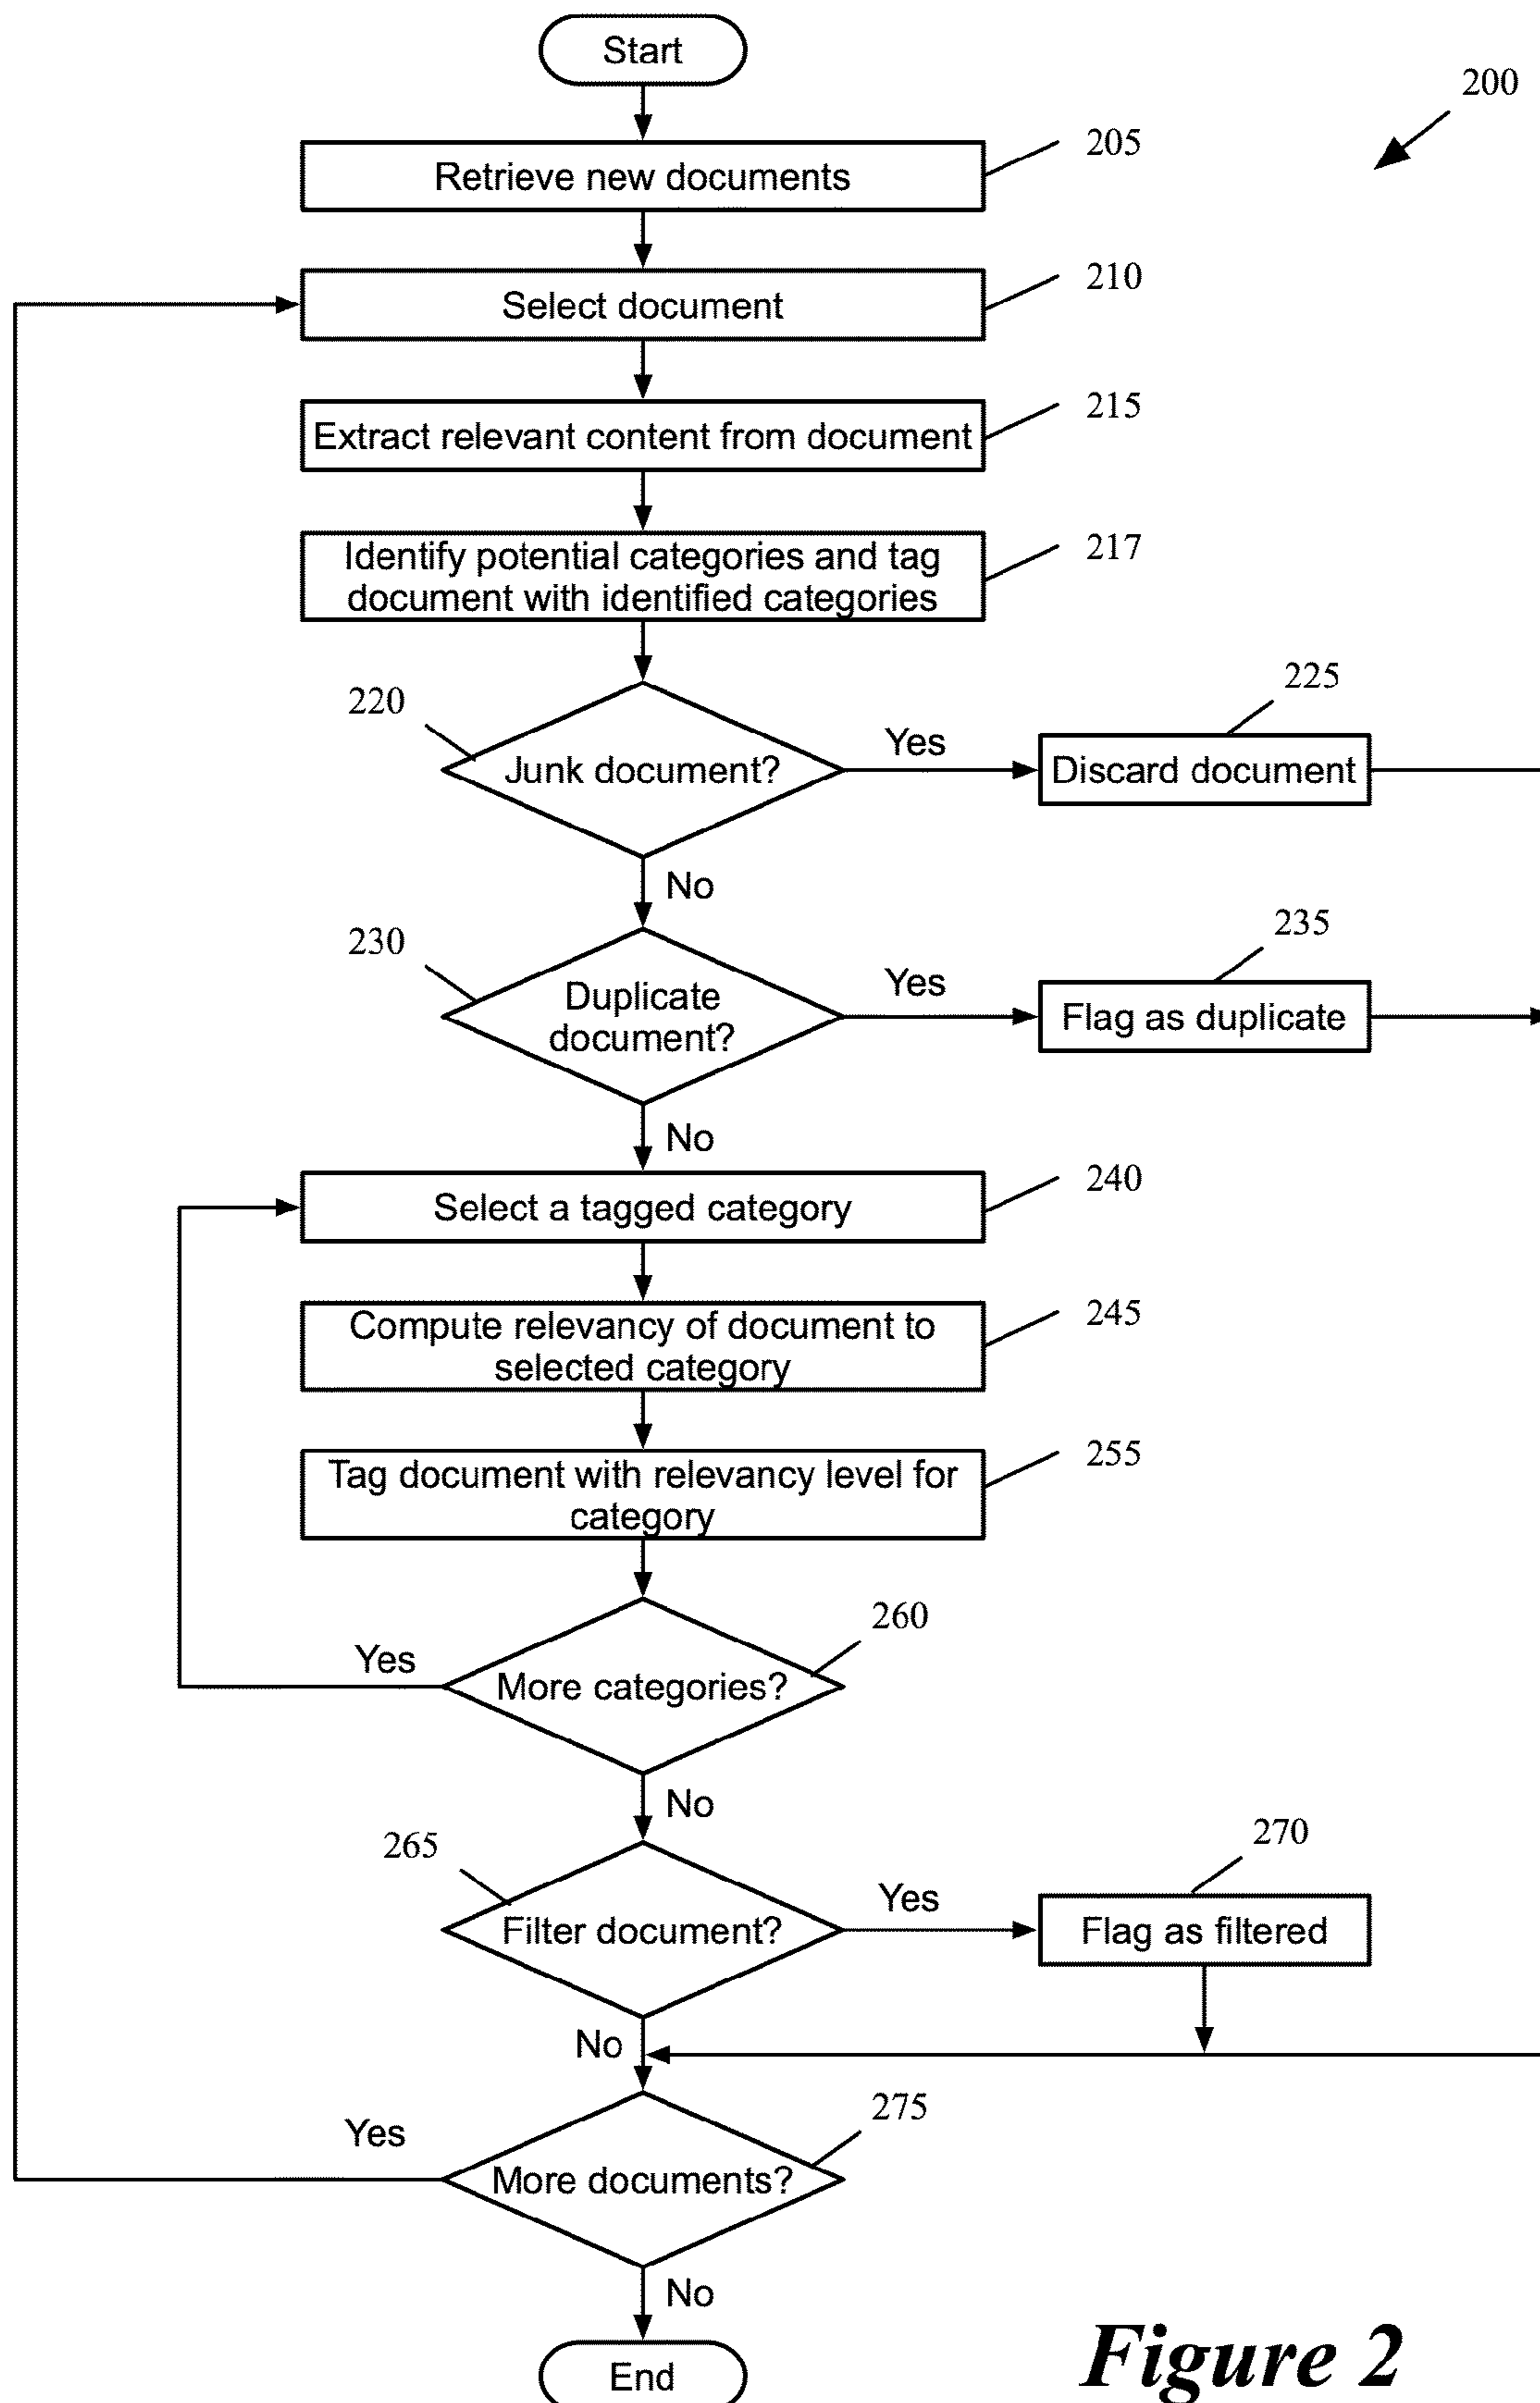 Start
200
205
Retrieve new documents
210
Select document
215
Extract relevant content from document
217
Identify potential categories and tag
document with identified categories
220
225
Junk document?
Yes
Discard document
No
230
235
Duplicate
document?
Yes
Flag as duplicate
No
240
Select a tagged category
245
Compute relevancy of document to
selected category
255
Tag document with relevancy level for
category
260
Yes
More categories?
No
265
270
Filter document?
Yes
Flag as filtered
No
275
Yes
More documents?
No
End
Figure 2